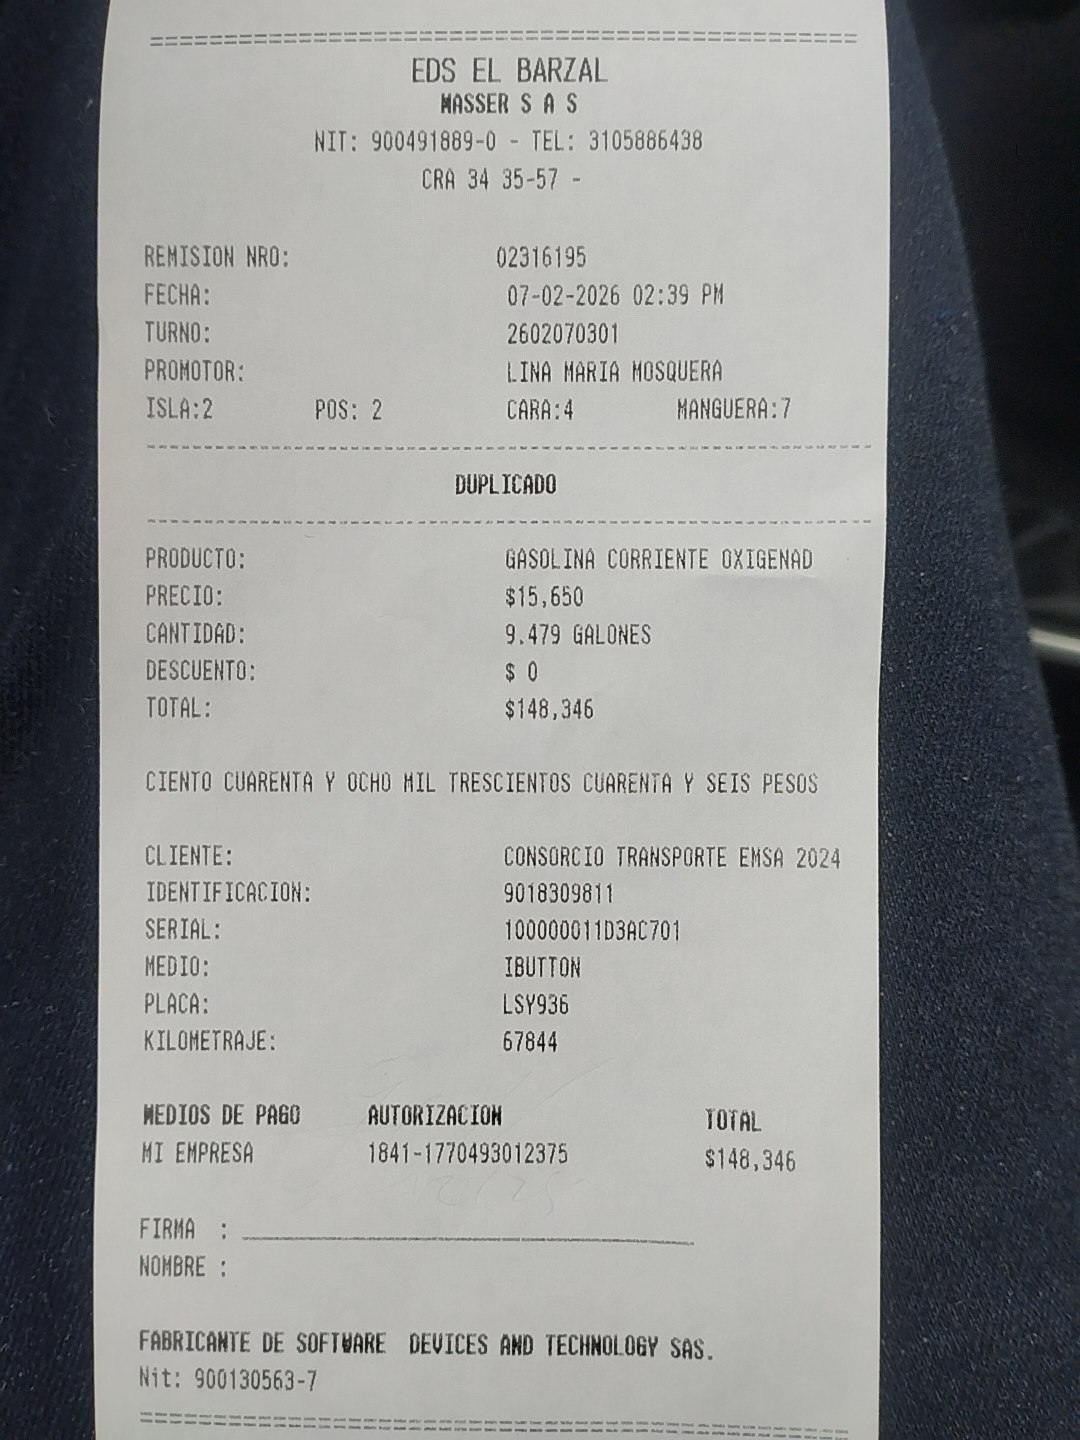 EDS EL BARZAL
MASSER S A S
NIT: 900491889-0 - TEL: 3105886438
CRA 34 35-57 -
REMISION NRO: 02316195
FECHA: 07-02-2026 02:39 PM
TURNO: 2602070301
PROMOTOR: LINA MARIA MOSQUERA
ISLA:2 POS: 2 CARA:4 MANGUERA:7
DUPLICADO
PRODUCTO: GASOLINA CORRIENTE OXIGENAD
PRECIO: $15,650
CANTIDAD: 9.479 GALONES
DESCUENTO: $ 0
TOTAL: $148,346
CIENTO CUARENTA Y OCHO MIL TRESCIENTOS CUARENTA Y SEIS PESOS
CLIENTE: CONSORCIO TRANSPORTE EMSA 2024
IDENTIFICACION: 9018309811
SERIAL: 100000011D3AC701
MEDIO: IBUTTON
PLACA: LSY936
KILOMETRAJE: 67844
MEDIOS DE PAGO AUTORIZACION TOTAL
MI EMPRESA 1841-1770493012375 $148,346
FIRMA :
NOMBRE :
FABRICANTE DE SOFTWARE DEVICES AND TECHNOLOGY SAS.
Nit: 900130563-7